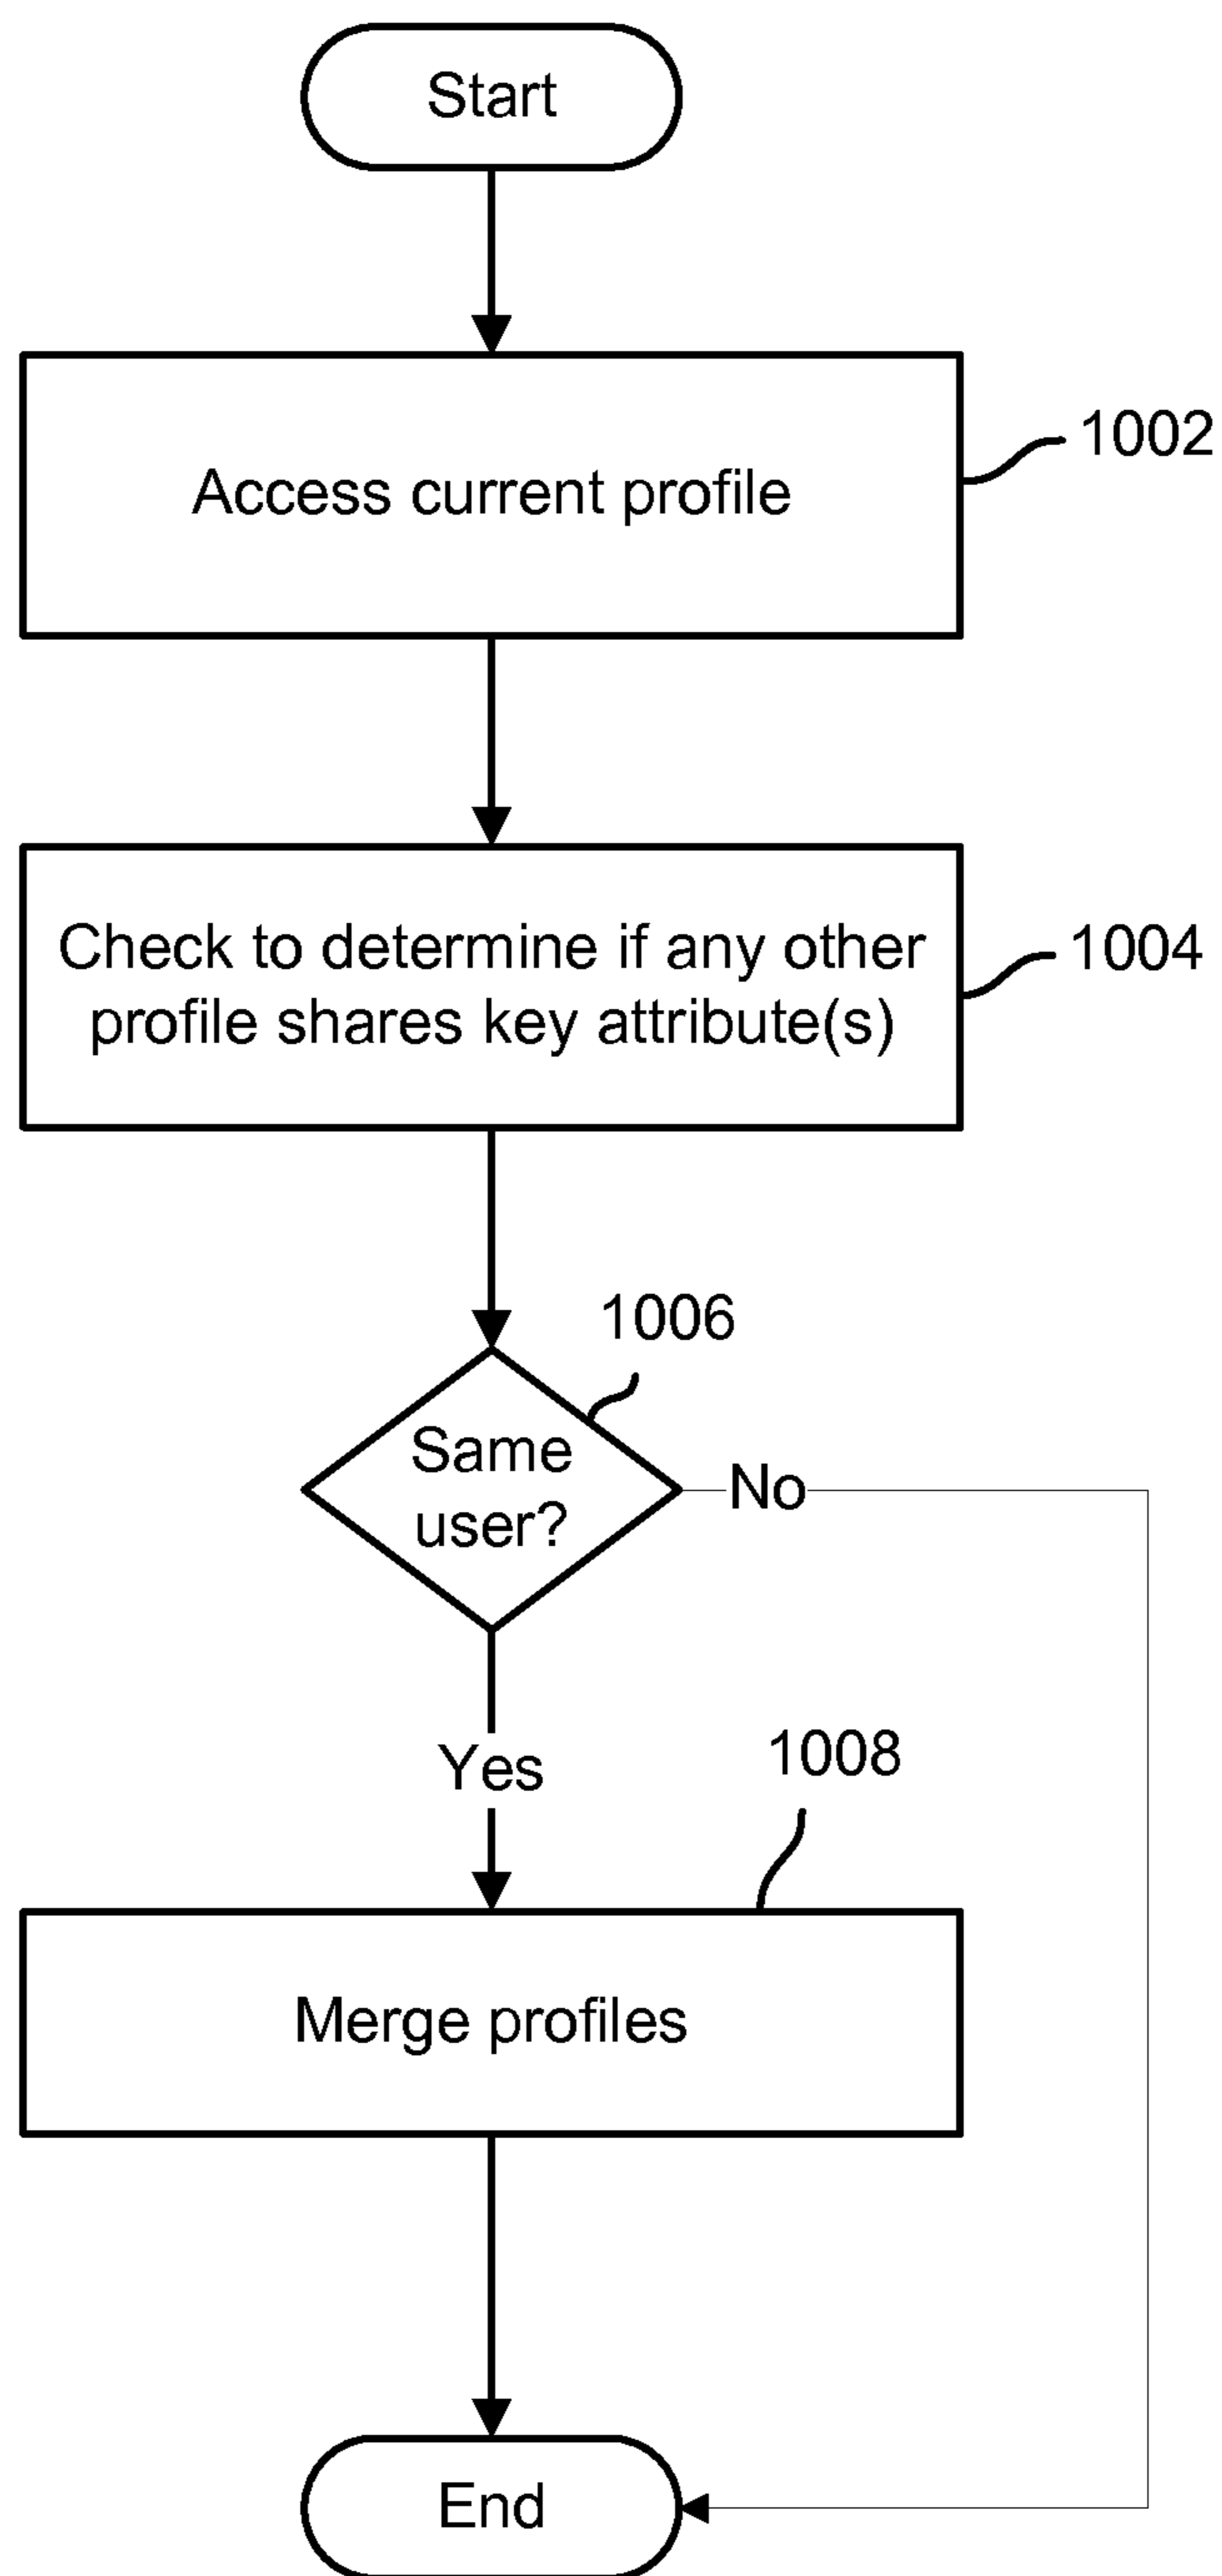 Start
Access current profile
1002
Check to determine if any other
profile shares key attribute(s)
1004
1006
Same
user?
No
Yes
1008
Merge profiles
End